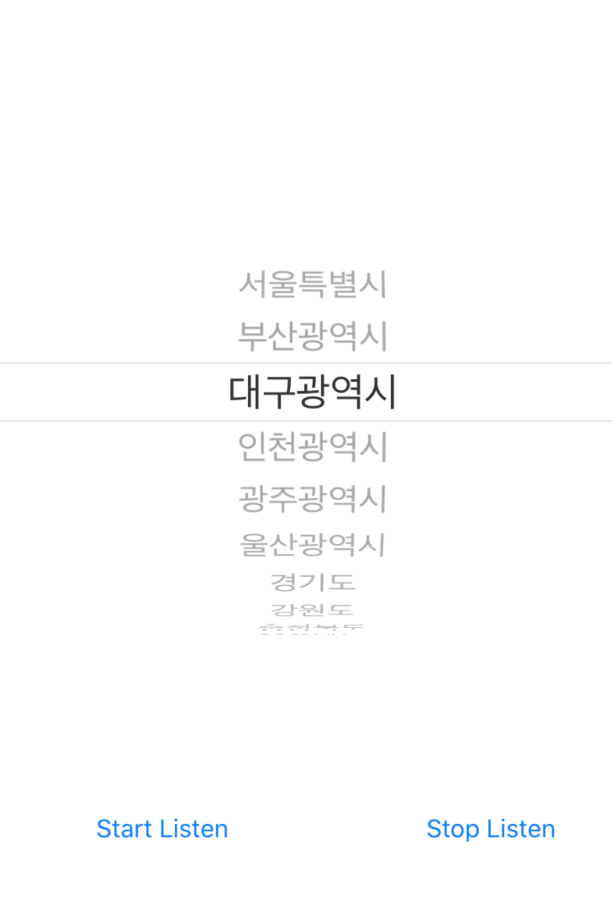 서울특별시
부산광역시
대구광역시
인천광역시
광주광역시
울산광역시
경기도
강원도
Start Listen Stop Listen